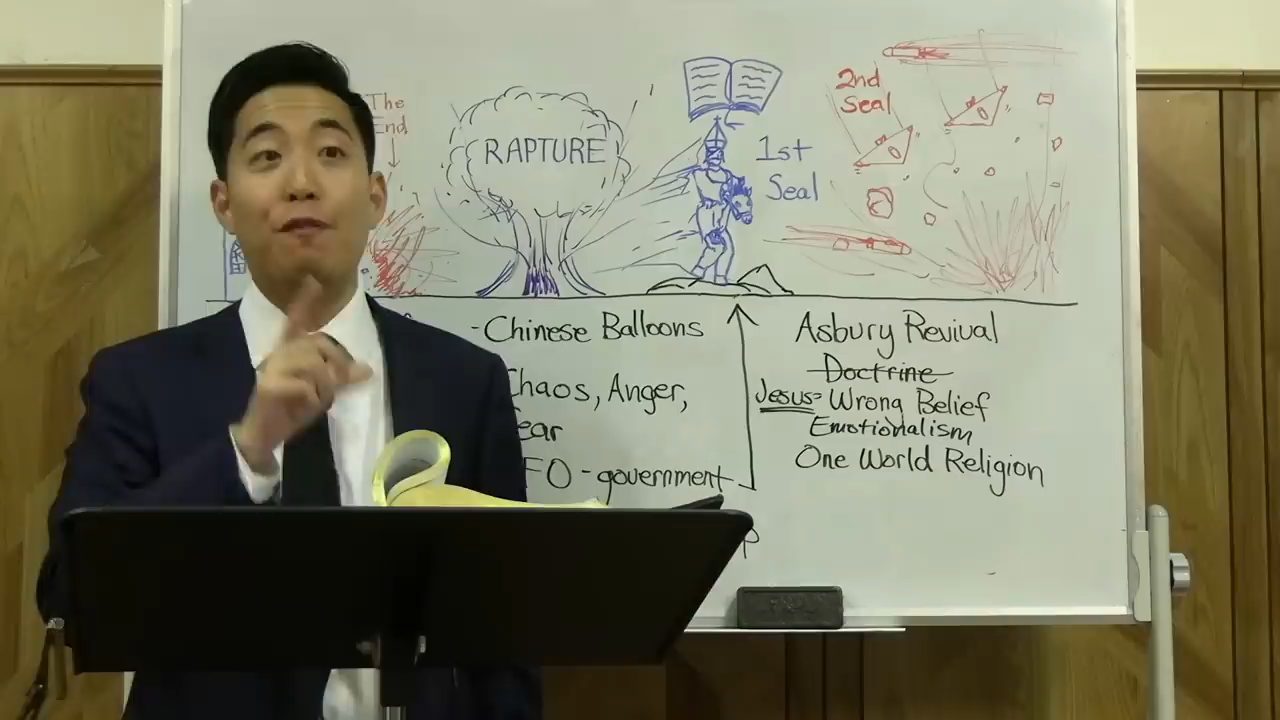 The
End
RAPTURE
1st
Seal
2nd
Seal
-Chinese Balloons
Chaos, Anger,
Fear
FO - government
Asbury Revival
Doctrine
Jesus= Wrong Belief
Emotionalism
One World Religion